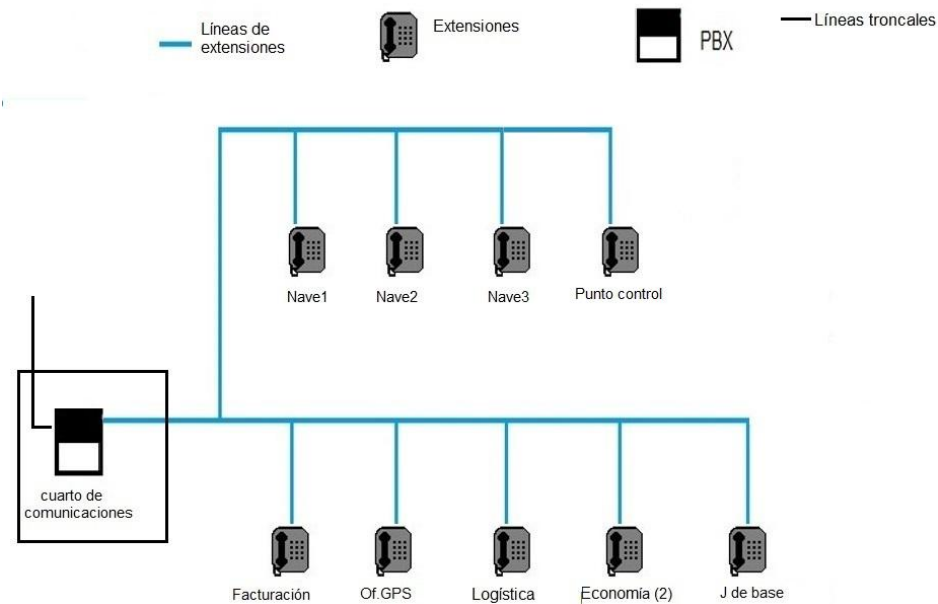 Líneas de
extensiones
Extensiones
PBX
Líneas troncales
Nave1
Nave2
Nave3
Punto control
cuarto de
comunicaciones
Facturación
Of.GPS
Logística
Economía (2)
J de base